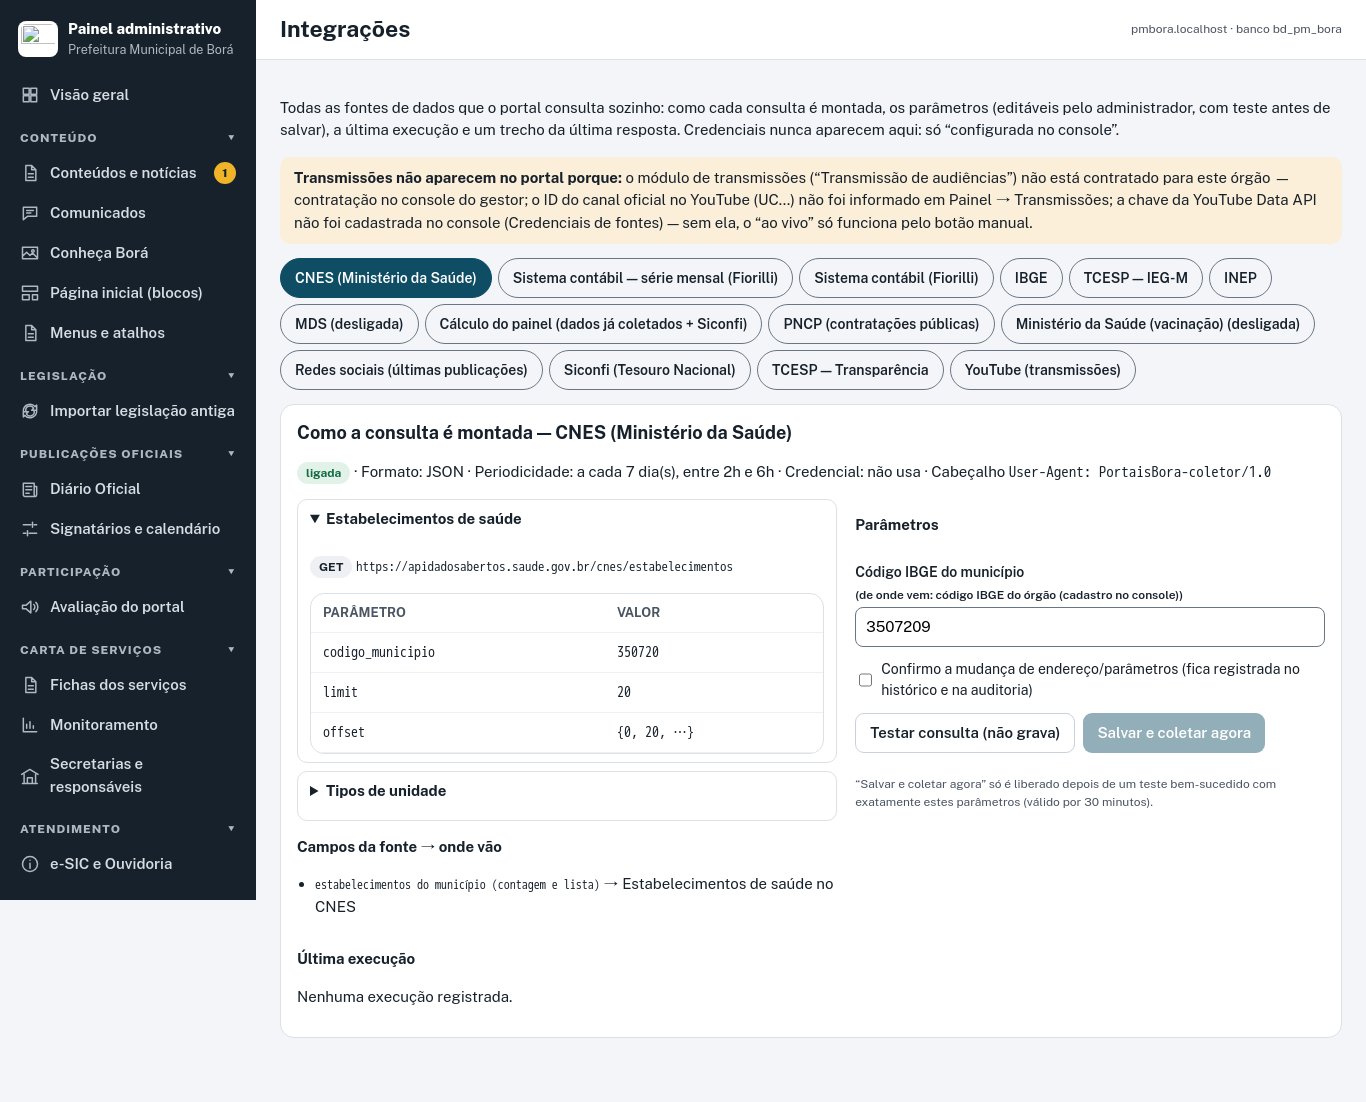 Painel administrativo
Prefeitura Municipal de Borá
Visão geral
CONTEÚDO
Conteúdos e notícias 1
Comunicados
Conheça Borá
Página inicial (blocos)
Menus e atalhos
LEGISLAÇÃO
Importar legislação antiga
PUBLICAÇÕES OFICIAIS
Diário Oficial
Signatários e calendário
PARTICIPAÇÃO
Avaliação do portal
CARTA DE SERVIÇOS
Fichas dos serviços
Monitoramento
Secretarias e
responsáveis
ATENDIMENTO
e-SIC e Ouvidoria
Integrações
pmbora.localhost · banco bd_pm_bora
Todas as fontes de dados que o portal consulta sozinho: como cada consulta é montada, os parâmetros (editáveis pelo administrador, com teste antes de
salvar), a última execução e um trecho da última resposta. Credenciais nunca aparecem aqui: só “configurada no console”.
Transmissões não aparecem no portal porque: o módulo de transmissões (“Transmissão de audiências”) não está contratado para este órgão —
contratação no console do gestor; o ID do canal oficial no YouTube (UC…) não foi informado em Painel → Transmissões; a chave da YouTube Data API
não foi cadastrada no console (Credenciais de fontes) — sem ela, o “ao vivo” só funciona pelo botão manual.
CNES (Ministério da Saúde) Sistema contábil — série mensal (Fiorilli) Sistema contábil (Fiorilli) IBGE TCESP — IEG-M INEP
MDS (desligada) Cálculo do painel (dados já coletados + Siconfi) PNCP (contratações públicas) Ministério da Saúde (vacinação) (desligada)
Redes sociais (últimas publicações) Siconfi (Tesouro Nacional) TCESP — Transparência YouTube (transmissões)
Como a consulta é montada — CNES (Ministério da Saúde)
ligada · Formato: JSON · Periodicidade: a cada 7 dia(s), entre 2h e 6h · Credencial: não usa · Cabeçalho User-Agent: PortaisBora-coletor/1.0
Estabelecimentos de saúde
GET https://apidadosabertos.saude.gov.br/cnes/estabelecimentos
PARÂMETRO VALOR
codigo_municipio 350720
limit 20
offset {0, 20, …}
Tipos de unidade
Campos da fonte → onde vão
• estabelecimentos do município (contagem e lista) → Estabelecimentos de saúde no
CNES
Última execução
Nenhuma execução registrada.
Parâmetros
Código IBGE do município
(de onde vem: código IBGE do órgão (cadastro no console))
3507209
Confirmo a mudança de endereço/parâmetros (fica registrada no
histórico e na auditoria)
Testar consulta (não grava) Salvar e coletar agora
“Salvar e coletar agora” só é liberado depois de um teste bem-sucedido com
exatamente estes parâmetros (válido por 30 minutos).